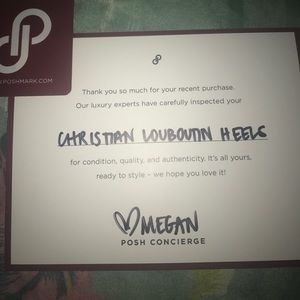 POSHMARK.COM
Thank you so much for your recent purchase.
Our luxury experts have carefully inspected your
CHRISTIAN LOUBOUTIN HEELS
for condition, quality, and authenticity. It's all yours,
ready to style – we hope you love it!
MEGAN
POSH CONCIERGE